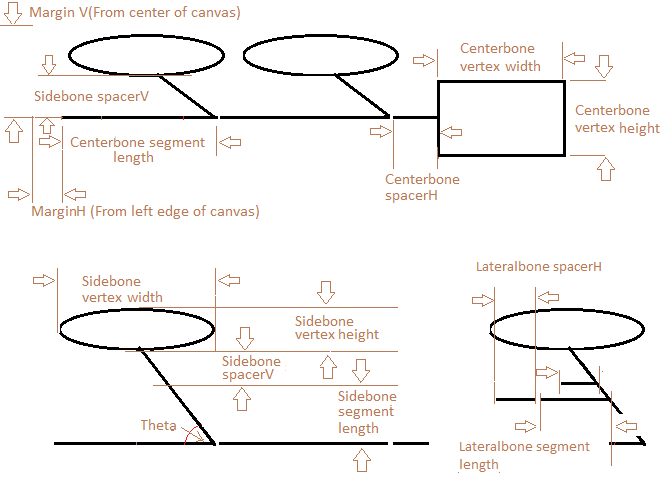 Margin V(From center of canvas)
Centerbone
vertex width
Sidebone spacerV
Centerbone
vertex height
Centerbone segment
length
Centerbone
spacerH
MarginH (From left edge of canvas)
Lateralbone spacerH
Sidebone
vertex width
Sidebone
vertex height
Sidebone
spacerV
Sidebone
segment
length
Theta
Lateralbone segment
length